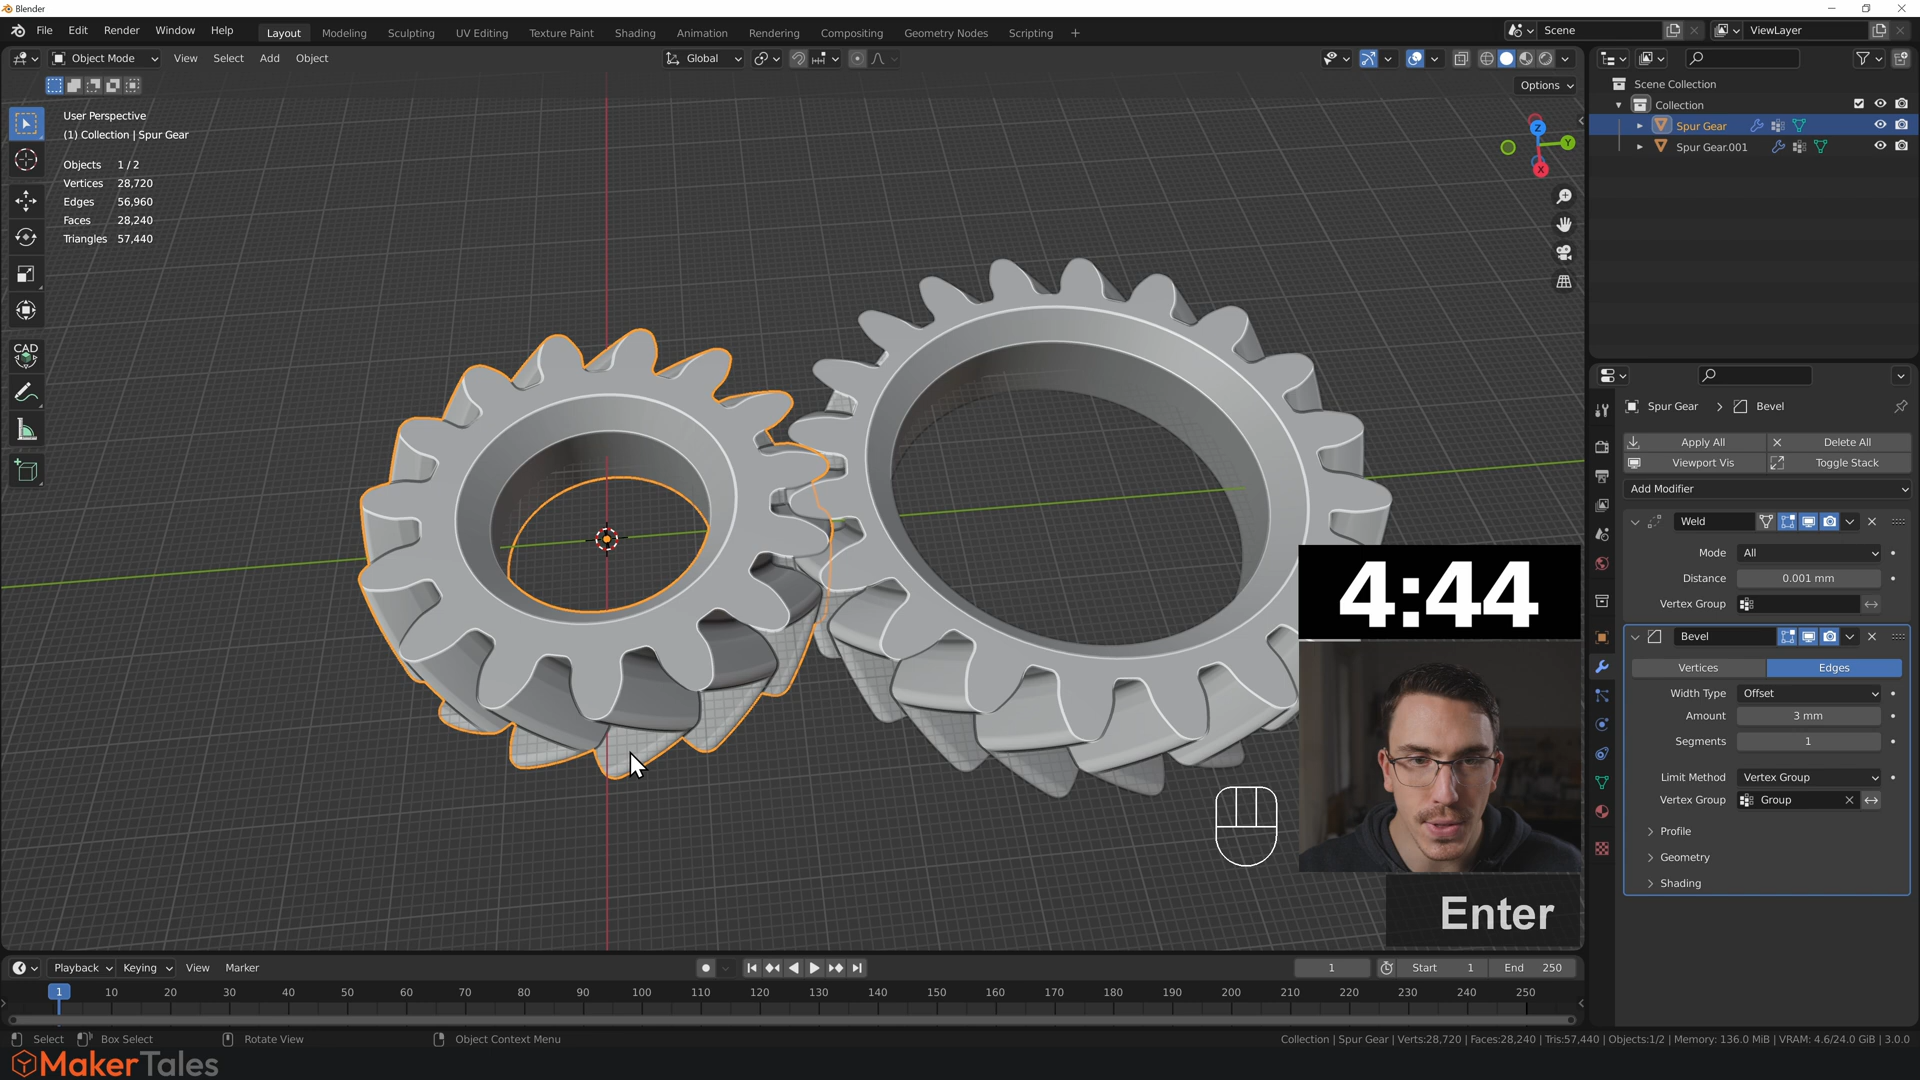 Blender
File Edit Render Window Help
Layout Modeling Sculpting UV Editing Texture Paint Shading Animation Rendering Compositing Geometry Nodes Scripting +
Scene
ViewLayer
Object Mode View Select Add Object
Global
Options
User Perspective
(1) Collection | Spur Gear
Objects 1 / 2
Vertices 28,720
Edges 56,960
Faces 28,240
Triangles 57,440
CAD
Z
Y
X
Scene Collection
Collection
Spur Gear
Spur Gear.001
Spur Gear > Bevel
Apply All Delete All
Viewport Vis Toggle Stack
Add Modifier
Weld
Mode All
Distance 0.001 mm
Vertex Group
Bevel
Vertices Edges
Width Type Offset
Amount 3 mm
Segments 1
Limit Method Vertex Group
Vertex Group Group
Profile
Geometry
Shading
4:44
Enter
Playback Keying View Marker
1 Start 1 End 250
1 10 20 30 40 50 60 70 80 90 100 110 120 130 140 150 160 170 180 190 200 210 220 230 240 250
Select Box Select Rotate View Object Context Menu
Collection | Spur Gear | Verts:28,720 | Faces:28,240 | Tris:57,440 | Objects:1/2 | Memory: 136.0 MiB | VRAM: 4.6/24.0 GiB | 3.0.0
MakerTales